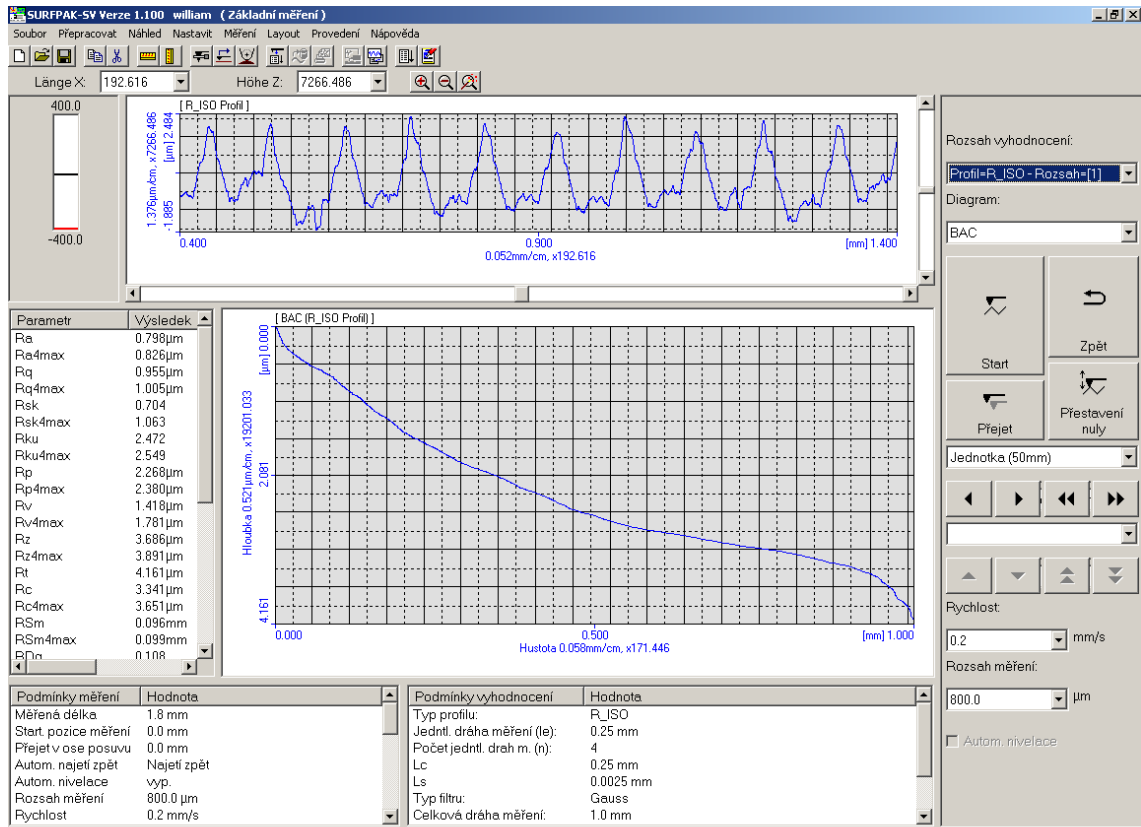 SURFPAK-SV Verze 1.100 william ( Základní měření )
Soubor Přepracovat Náhled Nastavit Měření Layout Provedení Nápověda
Länge X: 192.616 Höhe Z: 7266.486
400.0
-400.0
[ R_ISO Profil ]
1.376µm/cm, x7266.486
-1.895 [µm] 2.484
0.400 0.900 [mm] 1.400
0.052mm/cm, x192.616
Parametr Výsledek
Ra 0.798µm
Ra4max 0.826µm
Rq 0.955µm
Rq4max 1.005µm
Rsk 0.704
Rsk4max 1.063
Rku 2.472
Rku4max 2.549
Rp 2.268µm
Rp4max 2.380µm
Rv 1.418µm
Rv4max 1.781µm
Rz 3.686µm
Rz4max 3.891µm
Rt 4.161µm
Rc 3.341µm
Rc4max 3.651µm
RSm 0.096mm
RSm4max 0.099mm
RDq 0.108
[ BAC (R_ISO Profil) ]
Hloubka 0.521µm/cm, x19201.033
4.161 2.081 [µm] 0.000
0.000 0.500 [mm] 1.000
Hustota 0.058mm/cm, x171.446
Rozsah vyhodnocení:
Profil=R_ISO - Rozsah=[1]
Diagram:
BAC
Start
Zpět
Přejet
Přestavení
nuly
Jednotka (50mm)
Rychlost:
0.2 mm/s
Rozsah měření:
800.0 µm
Autom. nivelace
Podmínky měření Hodnota
Měřená délka 1.8 mm
Start. pozice měření 0.0 mm
Přejet v ose posuvu 0.0 mm
Autom. najetí zpět Najetí zpět
Autom. nivelace vyp.
Rozsah měření 800.0 µm
Rychlost 0.2 mm/s
Podmínky vyhodnocení Hodnota
Typ profilu: R_ISO
Jedntl. dráha měření (le): 0.25 mm
Počet jedntl. drah m. (n): 4
Lc 0.25 mm
Ls 0.0025 mm
Typ filtru: Gauss
Celková dráha měření: 1.0 mm